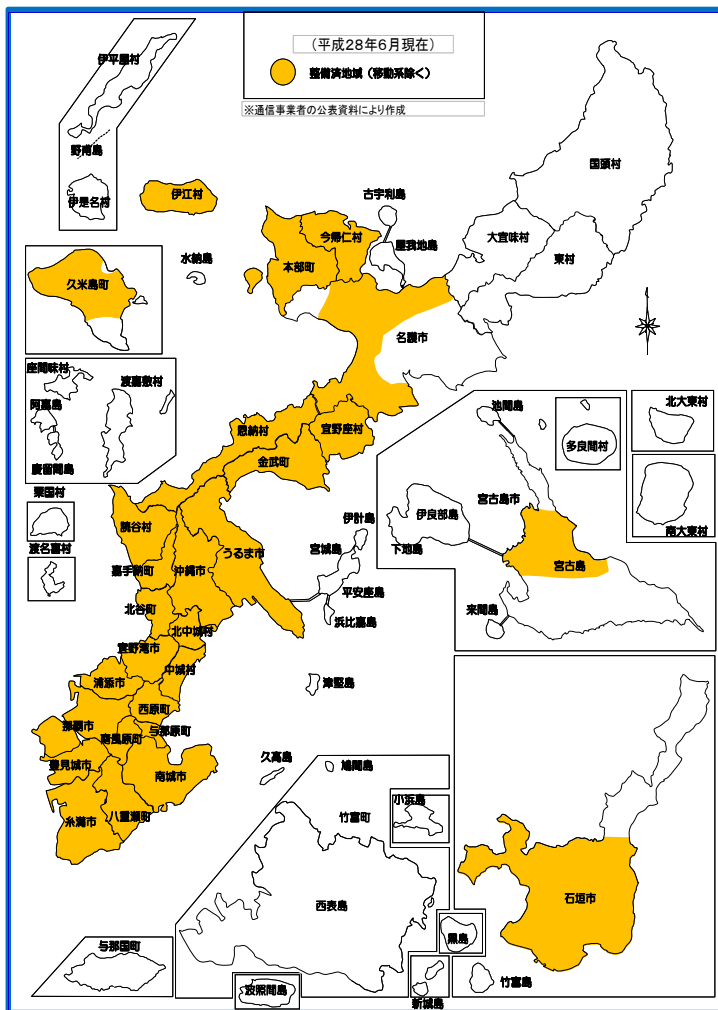 (平成28年6月現在)
整備済地域(移動系除く)
※通信事業者の公表資料により作成
伊平屋村
野甫島
伊是名村
伊江村
古宇利島
国頭村
今帰仁村
大宜味村
屋我地島
東村
本部町
水納島
久米島町
名護市
座間味村
渡嘉敷村
阿嘉島
慶留間島
池間島
北大東村
多良間村
恩納村
宜野座村
金武町
粟国村
宮古島市
伊良部島
南大東村
読谷村
伊計島
渡名喜村
宮城島
うるま市
下地島
宮古島
嘉手納町
沖縄市
平安座島
北谷町
浜比嘉島
来間島
北中城村
宜野湾市
中城村
浦添市
津堅島
西原町
那覇市
与那原町
南風原町
久高島
鳩間島
豊見城市
南城市
小浜島
竹富町
糸満市
八重瀬町
石垣市
西表島
黒島
与那国町
竹富島
波照間島
新城島